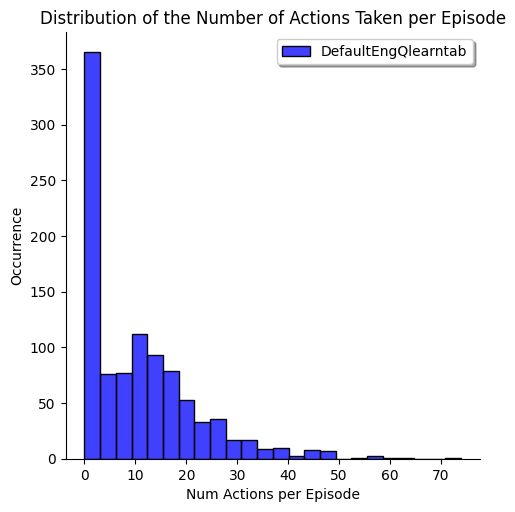 Distribution of the Number of Actions Taken per Episode
DefaultEngQlearntab
350
300
250
200
150
100
50
0
Occurrence
0 10 20 30 40 50 60 70
Num Actions per Episode